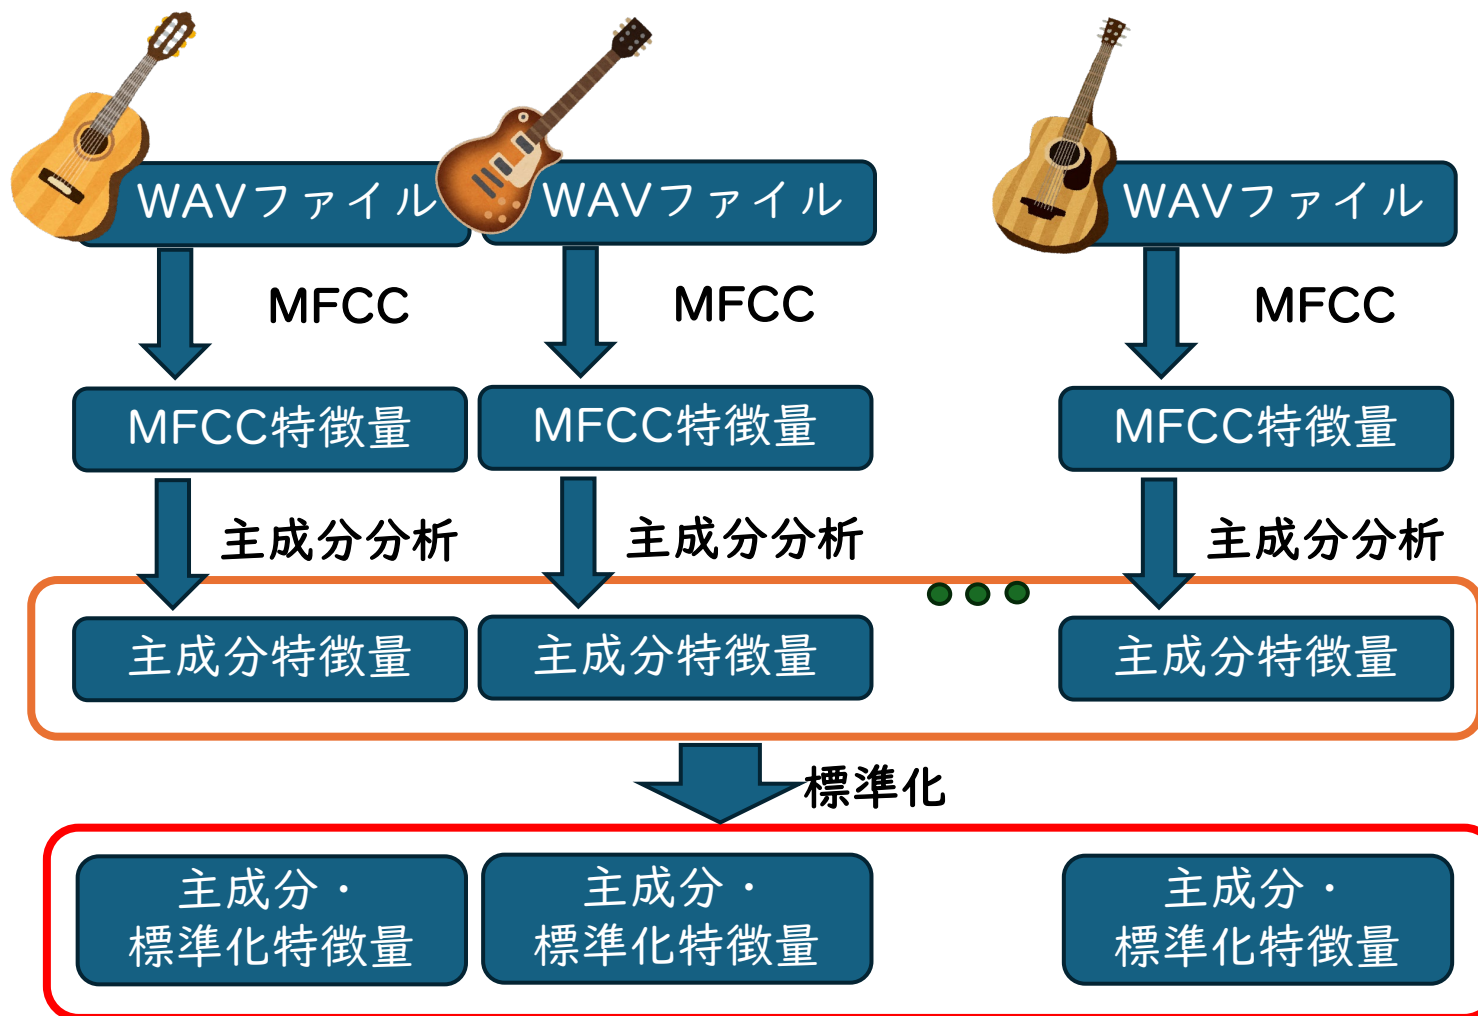 WAVファイル
WAVファイル
WAVファイル
MFCC
MFCC
MFCC
MFCC特徴量
MFCC特徴量
MFCC特徴量
主成分分析
主成分分析
主成分分析
主成分特徴量
主成分特徴量
主成分特徴量
標準化
主成分・
標準化特徴量
主成分・
標準化特徴量
主成分・
標準化特徴量